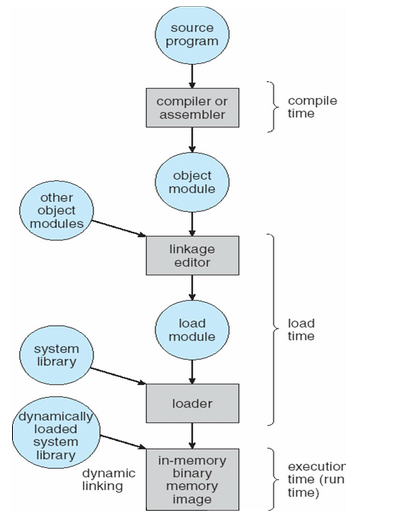 source
program
compiler or
assembler
compile
time
object
module
other
object
modules
linkage
editor
load
module
load
time
system
library
loader
dynamically
loaded
system
library
dynamic
linking
in-memory
binary
memory
image
execution
time (run
time)